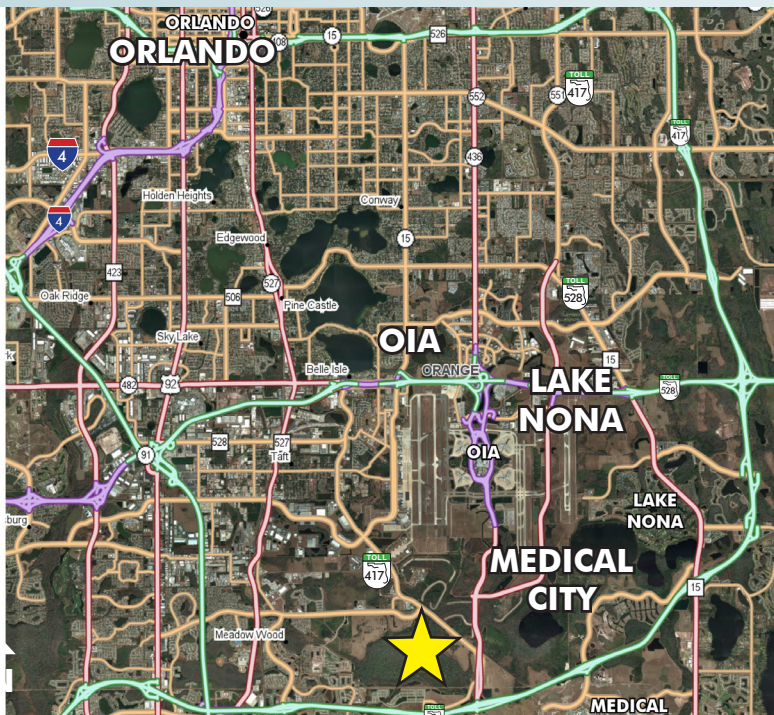 ORLANDO
526
ORLANDO
408
15
526
4
552
551
TOLL
417
TOLL
417
436
4
Holden Heights
Conway
15
Edgewood
423
Oak Ridge
506
527
Pine Castle
TOLL
528
Sky Lake
OIA
15
Belle Isle
ORANGE
482
92
LAKE
NONA
TOLL
528
91
528
527
Taft
OIA
sburg
LAKE
NONA
TOLL
417
MEDICAL
CITY
15
Meadow Wood
MEDICAL
TOLL